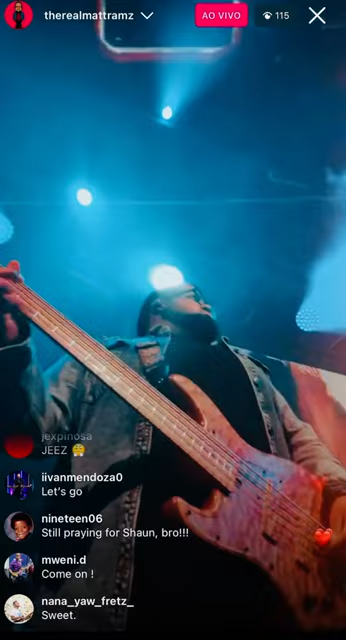 therealmattramz
AO VIVO
115
jexpinosa
JEEZ 😤
iivanmendoza0
Let's go
nineteen06
Still praying for Shaun, bro!!!
mweni.d
Come on !
nana_yaw_fretz_
Sweet.